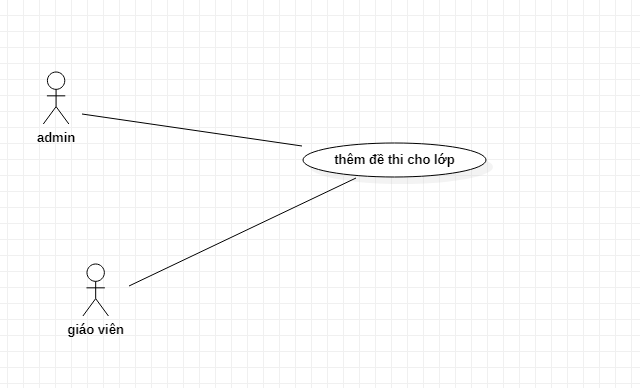 admin
thêm đề thi cho lớp
giáo viên